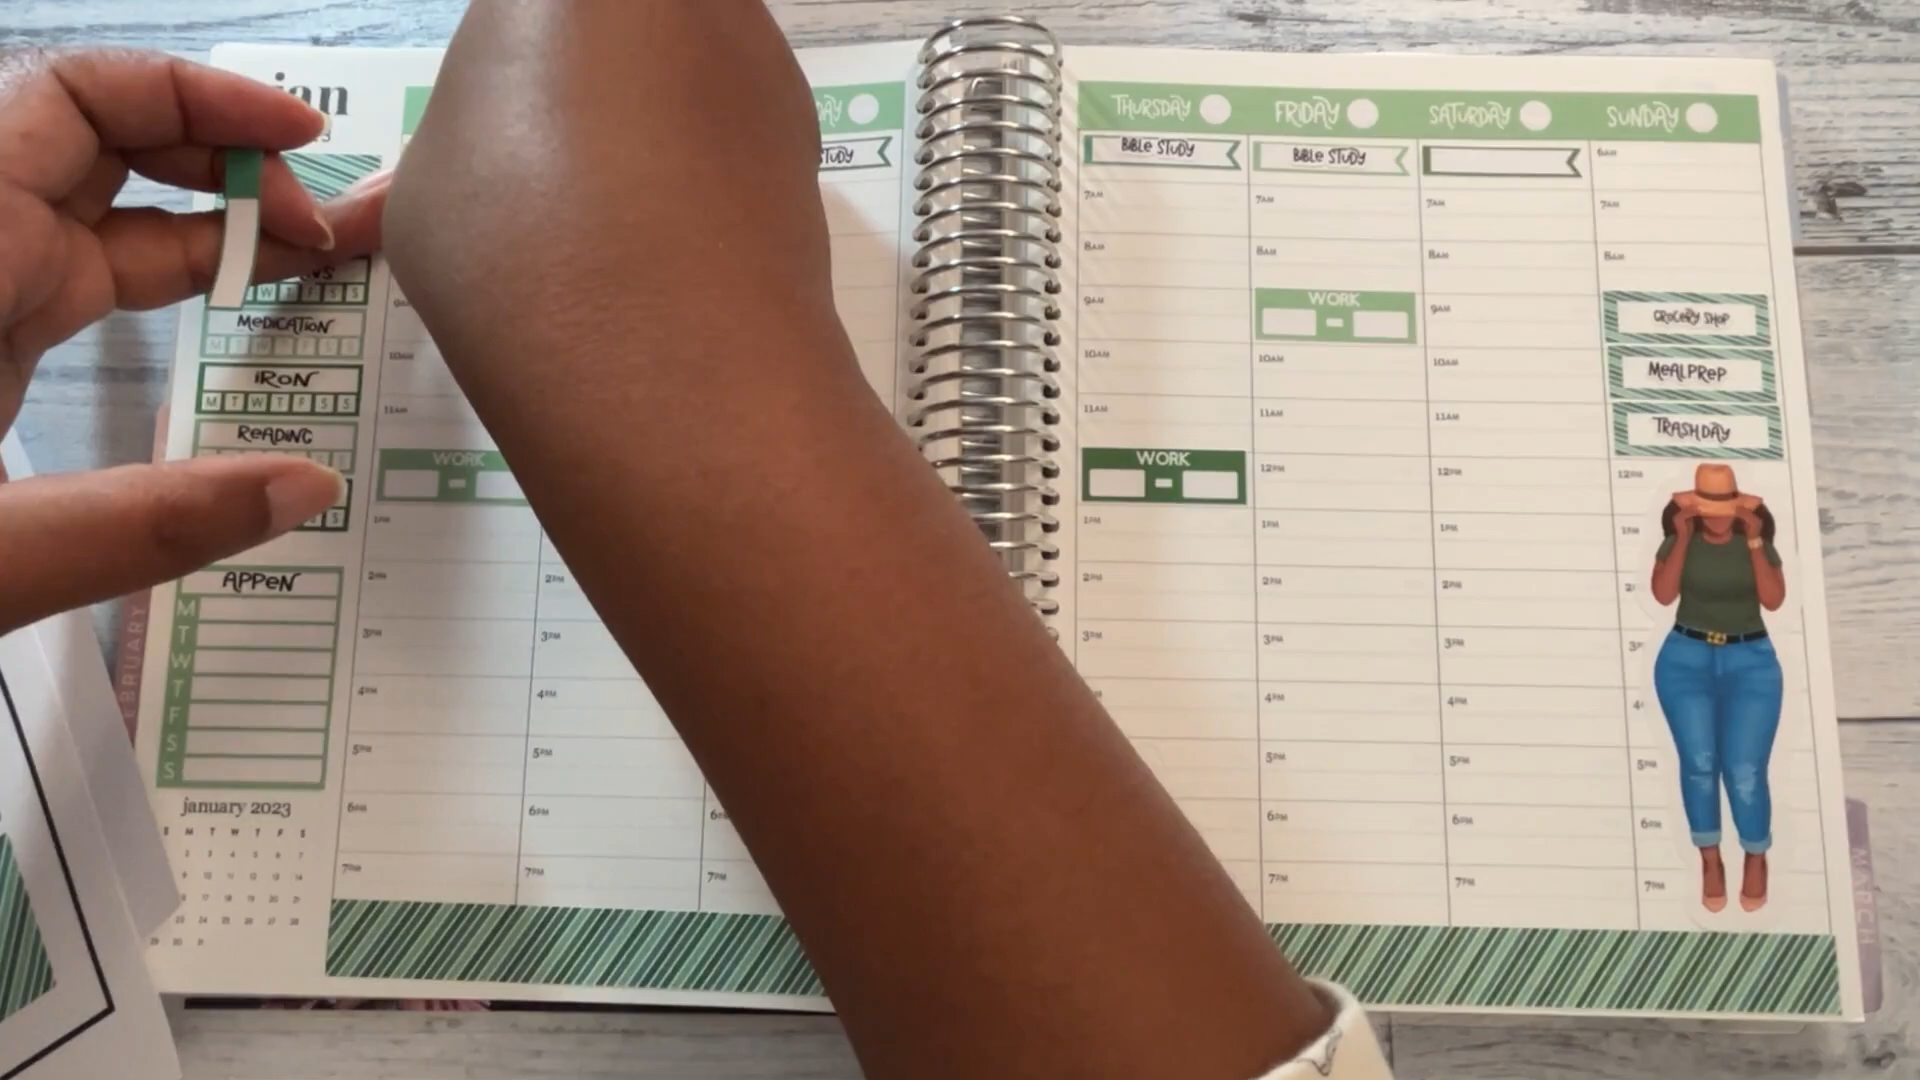 jan
THURSDAY
FRIDAY
SATURDAY
SUNDAY
STUDY
BIBLE STUDY
BIBLE STUDY
6AM
7AM
7AM
7AM
8AM
8AM
8AM
8AM
W T F S S
MEDICATION
M T W T F S S
IRON
M T W T F S S
READING
9AM
10AM
11AM
WORK
1PM
2PM
3PM
4PM
5PM
6PM
7PM
2PM
3PM
4PM
5PM
6PM
7PM
7PM
9AM
10AM
11AM
WORK
1PM
2PM
3PM
WORK
10AM
11AM
12PM
1PM
2PM
3PM
4PM
5PM
6PM
7PM
9AM
10AM
11AM
12PM
1PM
2PM
3PM
4PM
5PM
6PM
7PM
GROCERY SHOP
MEAL PREP
TRASH DAY
12PM
5PM
6PM
7PM
APPEN
M
T
W
T
F
S
S
january 2023
S M T W T F S
MARCH